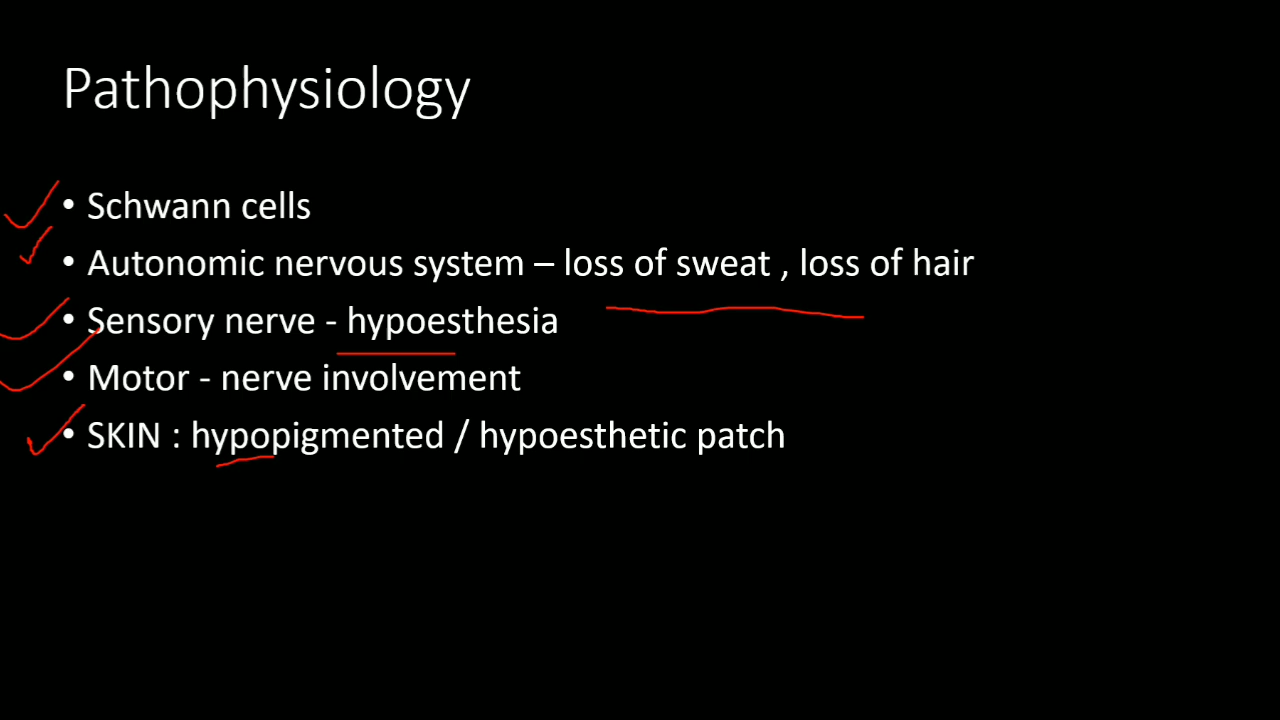 Pathophysiology
• Schwann cells
• Autonomic nervous system – loss of sweat , loss of hair
• Sensory nerve - hypoesthesia
• Motor - nerve involvement
• SKIN : hypopigmented / hypoesthetic patch